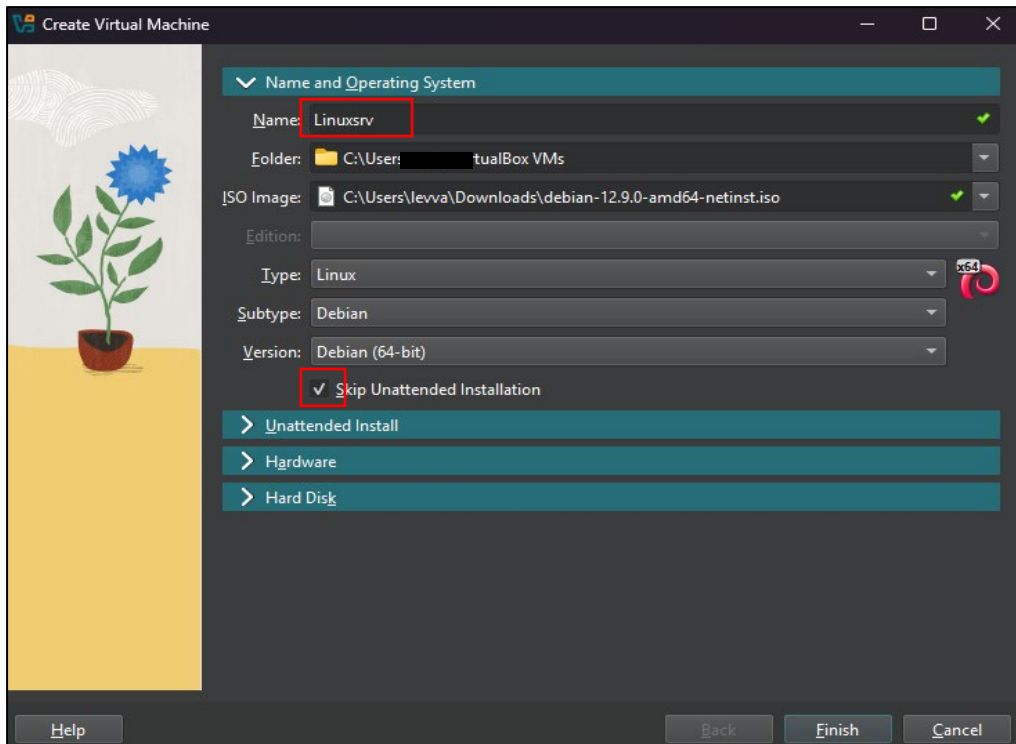 Create Virtual Machine
Name and Operating System
Name: Linuxsrv
Folder: C:\Users tualBox VMs
ISO Image: C:\Users\levva\Downloads\debian-12.9.0-amd64-netinst.iso
Edition:
Type: Linux
x64
Subtype: Debian
Version: Debian (64-bit)
Skip Unattended Installation
Unattended Install
Hardware
Hard Disk
Help Back Finish Cancel